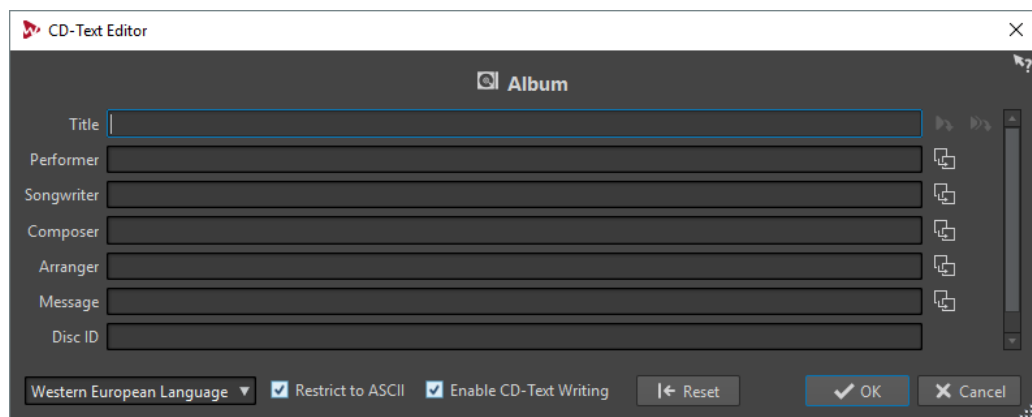 CD-Text Editor
Album
Title
Performer
Songwriter
Composer
Arranger
Message
Disc ID
Western European Language Restrict to ASCII Enable CD-Text Writing Reset OK Cancel